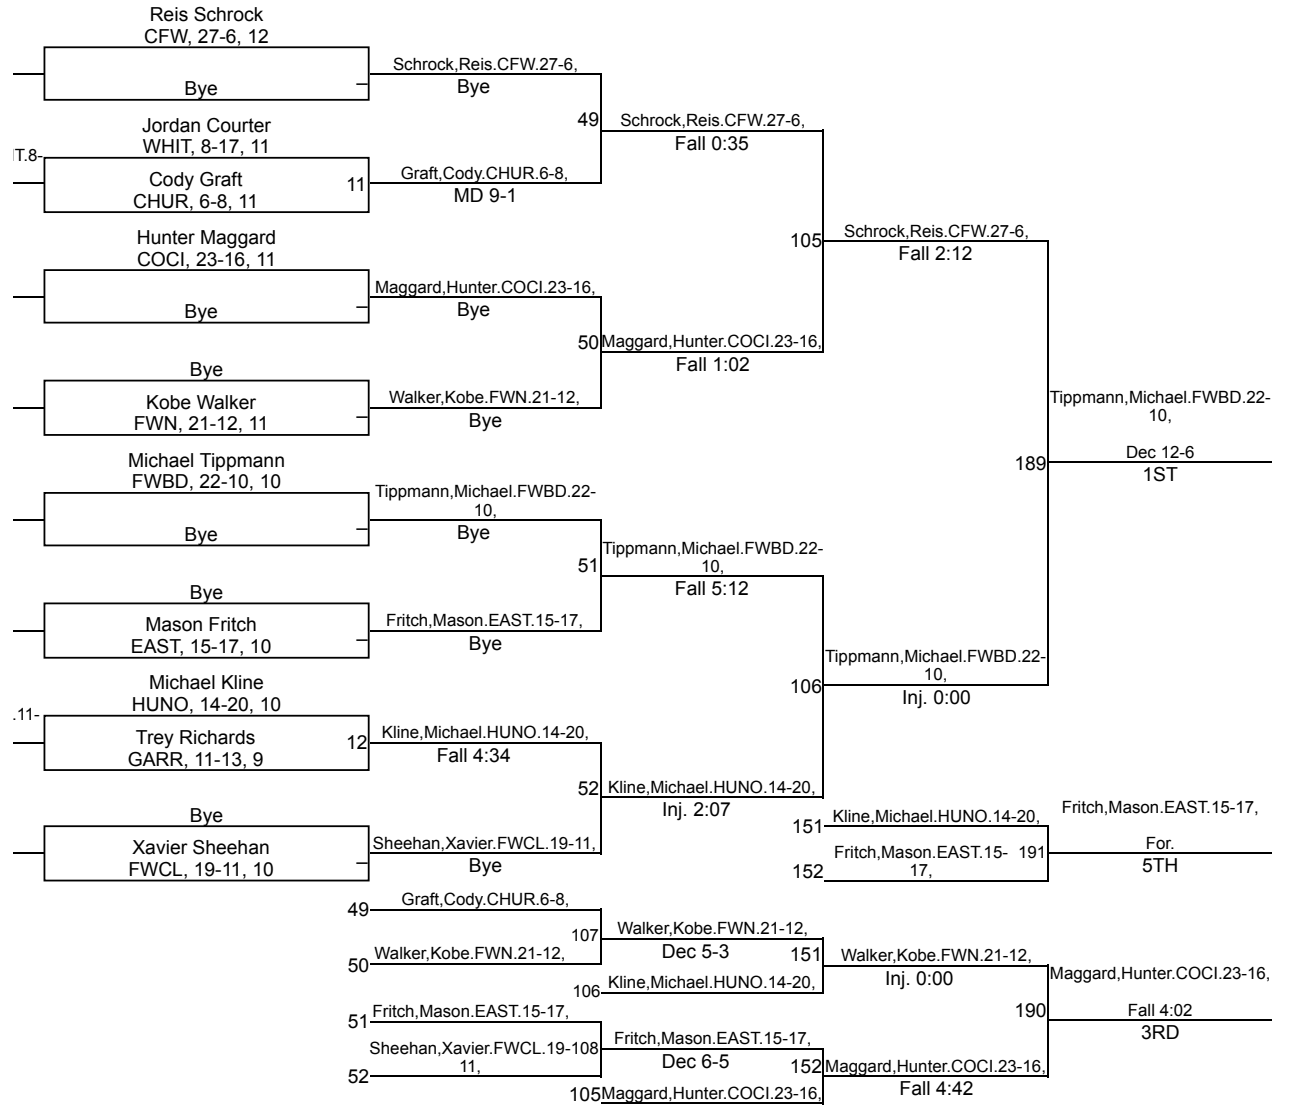 Reis Schrock
CFW, 27-6, 12
Bye
Schrock,Reis.CFW.27-6,
Bye
Jordan Courter
WHIT, 8-17, 11
T.8-
Cody Graft
CHUR, 6-8, 11
11
Graft,Cody.CHUR.6-8,
MD 9-1
49
Schrock,Reis.CFW.27-6,
Fall 0:35
Hunter Maggard
COCI, 23-16, 11
Bye
Maggard,Hunter.COCI.23-16,
Bye
50
Maggard,Hunter.COCI.23-16,
Fall 1:02
Bye
Kobe Walker
FWN, 21-12, 11
Walker,Kobe.FWN.21-12,
Bye
105
Schrock,Reis.CFW.27-6,
Fall 2:12
Michael Tippmann
FWBD, 22-10, 10
Bye
Tippmann,Michael.FWBD.22-
10,
Bye
51
Tippmann,Michael.FWBD.22-
10,
Fall 5:12
Bye
Mason Fritch
EAST, 15-17, 10
Fritch,Mason.EAST.15-17,
Bye
189
Tippmann,Michael.FWBD.22-
10,
Dec 12-6
1ST
Michael Kline
HUNO, 14-20, 10
.11-
Trey Richards
GARR, 11-13, 9
12
Kline,Michael.HUNO.14-20,
Fall 4:34
106
Tippmann,Michael.FWBD.22-
10,
Inj. 0:00
52
Kline,Michael.HUNO.14-20,
Inj. 2:07
Bye
Xavier Sheehan
FWCL, 19-11, 10
Sheehan,Xavier.FWCL.19-11,
Bye
151
Kline,Michael.HUNO.14-20,
152
Fritch,Mason.EAST.15-
17,
191
Fritch,Mason.EAST.15-17,
For.
5TH
49
Graft,Cody.CHUR.6-8,
50
Walker,Kobe.FWN.21-12,
107
Walker,Kobe.FWN.21-12,
Dec 5-3
106
Kline,Michael.HUNO.14-20,
151
Walker,Kobe.FWN.21-12,
Inj. 0:00
51
Fritch,Mason.EAST.15-17,
52
Sheehan,Xavier.FWCL.19-
11,
108
Fritch,Mason.EAST.15-17,
Dec 6-5
105
Maggard,Hunter.COCI.23-16,
152
Maggard,Hunter.COCI.23-16,
Fall 4:42
190
Maggard,Hunter.COCI.23-16,
Fall 4:02
3RD